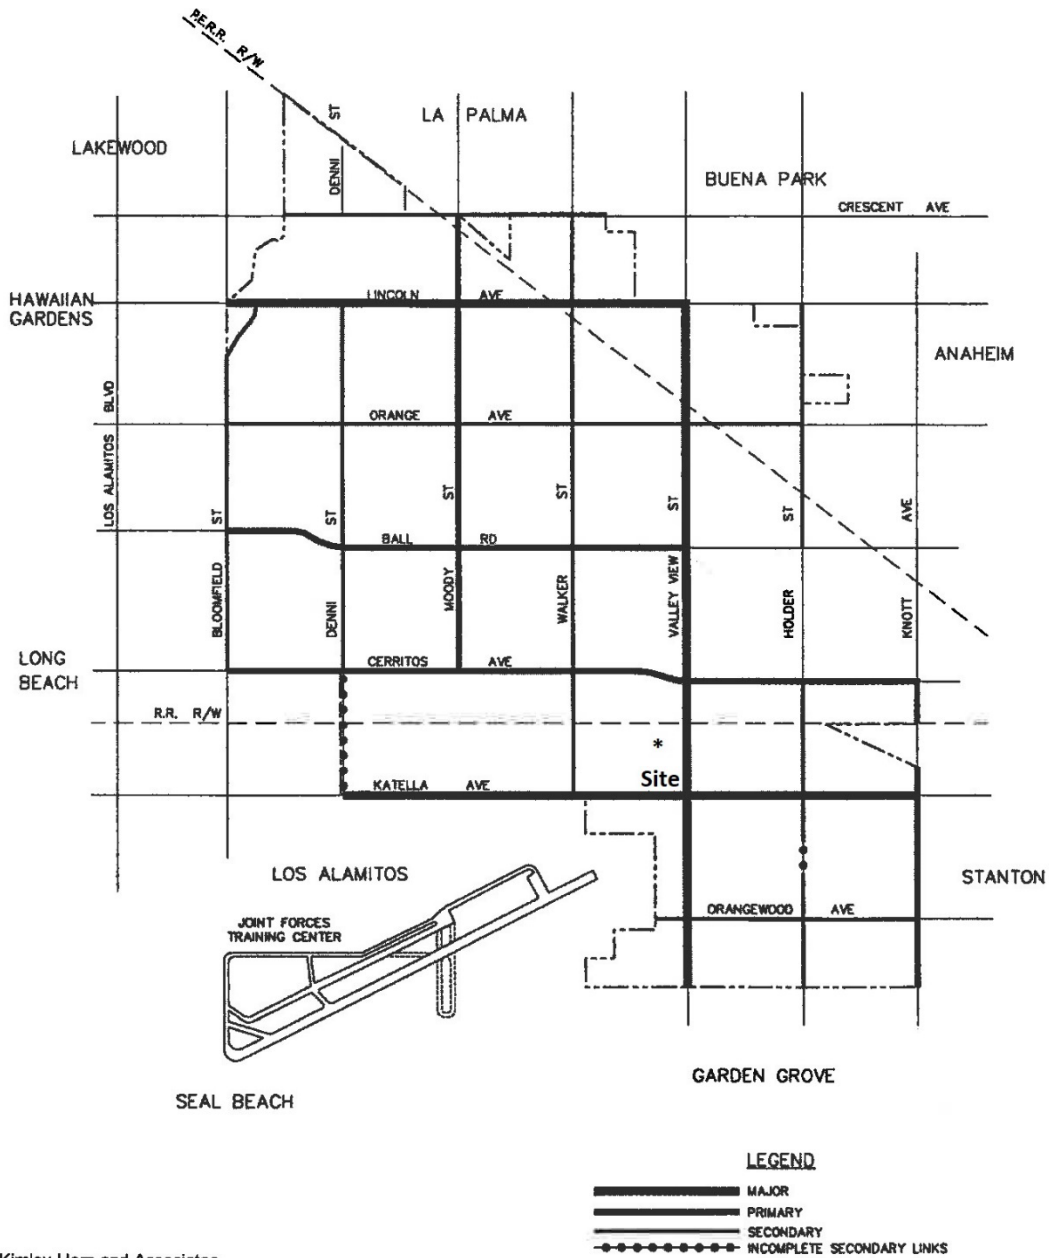 P.E.R.R. R/W
LA PALMA
LAKEWOOD
DENNI ST
BUENA PARK
CRESCENT AVE
HAWAIIAN
GARDENS
LINCOLN AVE
ANAHEIM
ORANGE AVE
LOS ALAMITOS BLVD
BLOOMFIELD ST
DENNI ST
MOODY ST
WALKER ST
VALLEY VIEW ST
HOLDER ST
KNOTT AVE
BALL RD
LONG
BEACH
CERRITOS AVE
R.R. R/W
*
Site
KATELLA AVE
LOS ALAMITOS
STANTON
JOINT FORCES
TRAINING CENTER
ORANGEWOOD AVE
GARDEN GROVE
SEAL BEACH
LEGEND
MAJOR
PRIMARY
SECONDARY
INCOMPLETE SECONDARY LINKS